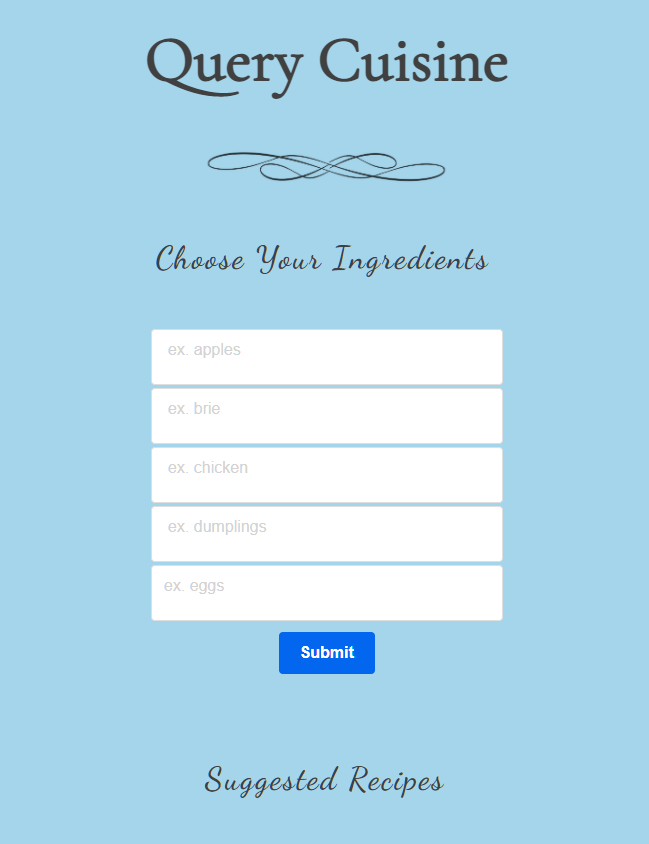 Query Cuisine
Choose Your Ingredients
ex. apples
ex. brie
ex. chicken
ex. dumplings
ex. eggs
Submit
Suggested Recipes